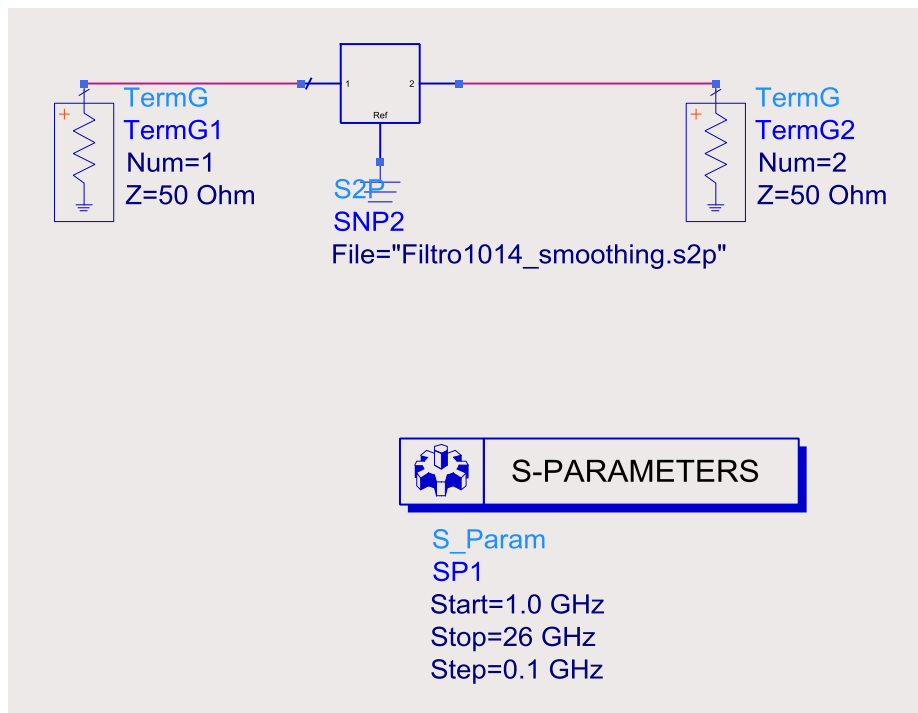 1
2
Ref
TermG
TermG1
Num=1
Z=50 Ohm
S2P
SNP2
File="Filtro1014_smoothing.s2p"
TermG
TermG2
Num=2
Z=50 Ohm
S-PARAMETERS
S_Param
SP1
Start=1.0 GHz
Stop=26 GHz
Step=0.1 GHz